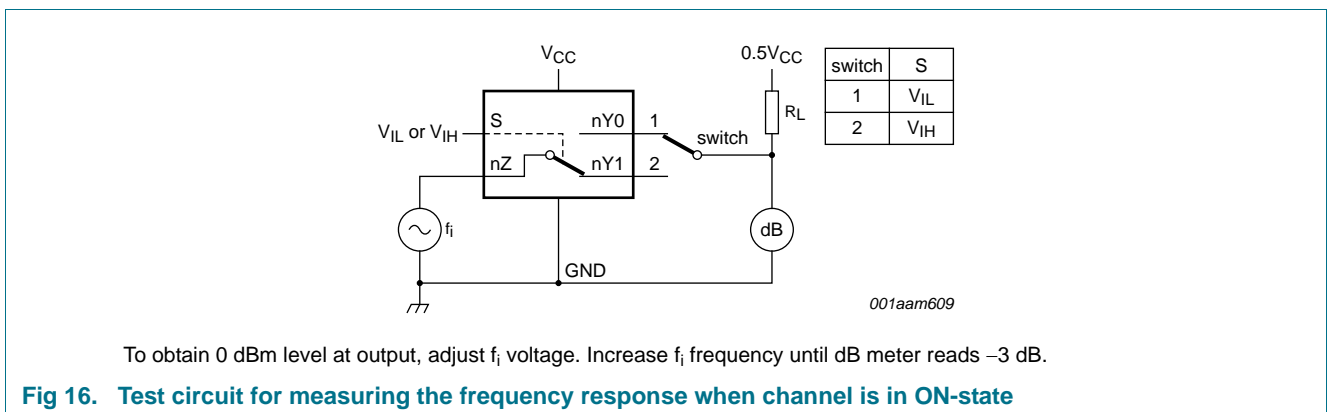 VCC
0.5VCC
switch S
1 VIL
2 VIH
RL
VIL or VIH
S
nY0
1
switch
nZ
nY1
2
fi
dB
GND
001aam609
To obtain 0 dBm level at output, adjust fi voltage. Increase fi frequency until dB meter reads −3 dB.
Fig 16. Test circuit for measuring the frequency response when channel is in ON-state